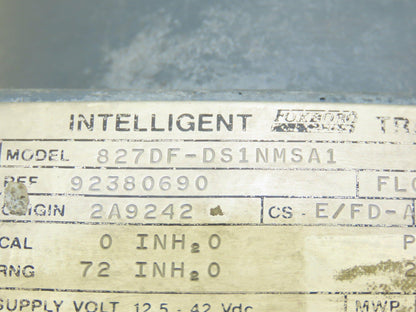 INTELLIGENT FOXBORO TR
MODEL 827DF-DS1NMSA1
REF 92380690 FLO
ORIGIN 2A9242 CS E/FD-A
CAL 0 INH₂O P
RNG 72 INH₂O
SUPPLY VOLT 12.5 - 42 Vdc MWP